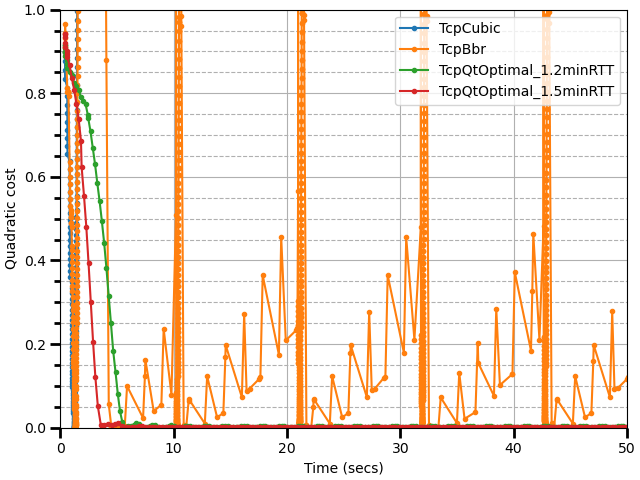 1.0
0.8
0.6
0.4
0.2
0.0
Quadratic cost
TcpCubic
TcpBbr
TcpQtOptimal_1.2minRTT
TcpQtOptimal_1.5minRTT
0 10 20 30 40 50
Time (secs)